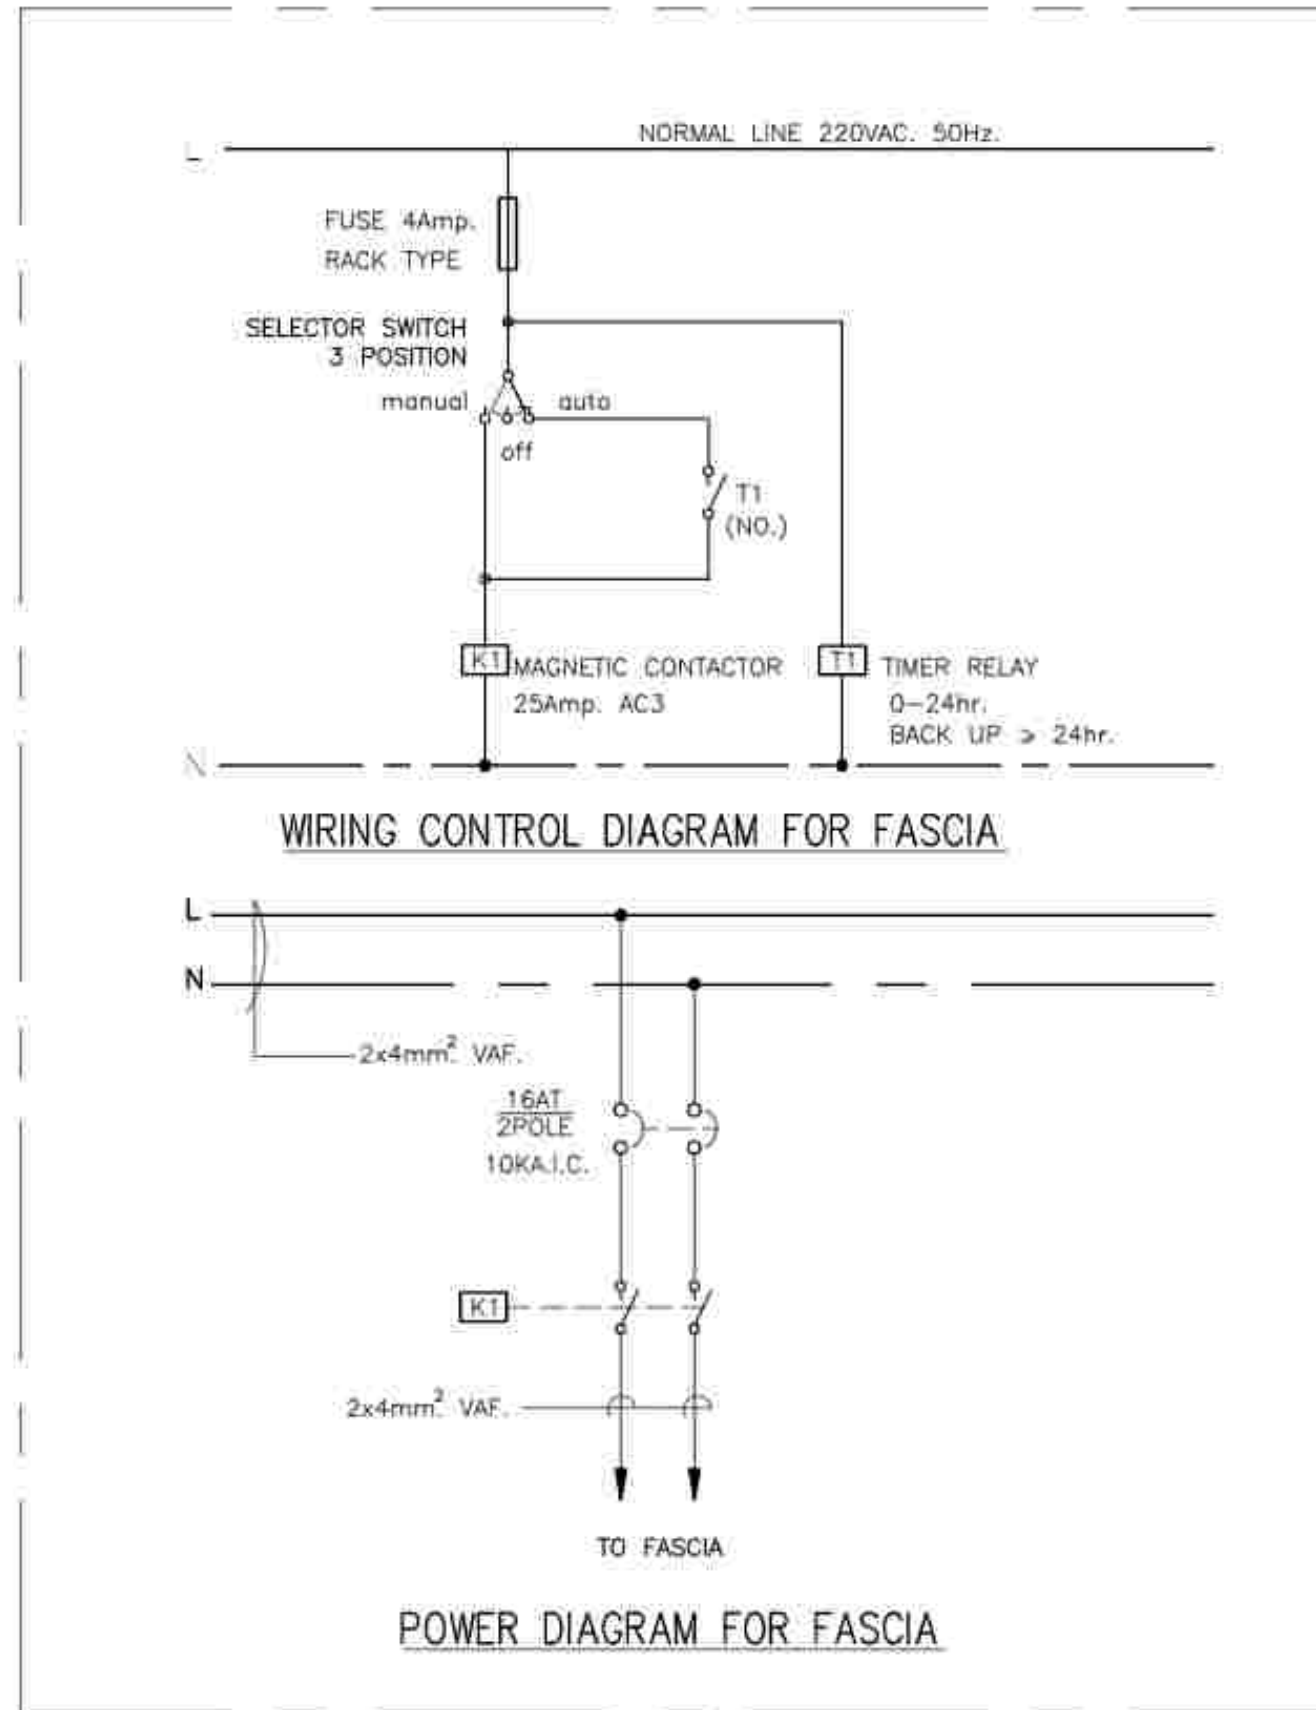 NORMAL LINE 220VAC. 50Hz.
L
FUSE 4Amp.
RACK TYPE
SELECTOR SWITCH
3 POSITION
manual
auto
off
T1
(NO.)
K1
MAGNETIC CONTACTOR
25Amp. AC3
T1
TIMER RELAY
0-24hr.
BACK UP ⩾ 24hr.
N
WIRING CONTROL DIAGRAM FOR FASCIA
L
N
2x4mm². VAF.
16AT
2POLE
10KA.I.C.
K1
2x4mm². VAF.
TO FASCIA
POWER DIAGRAM FOR FASCIA